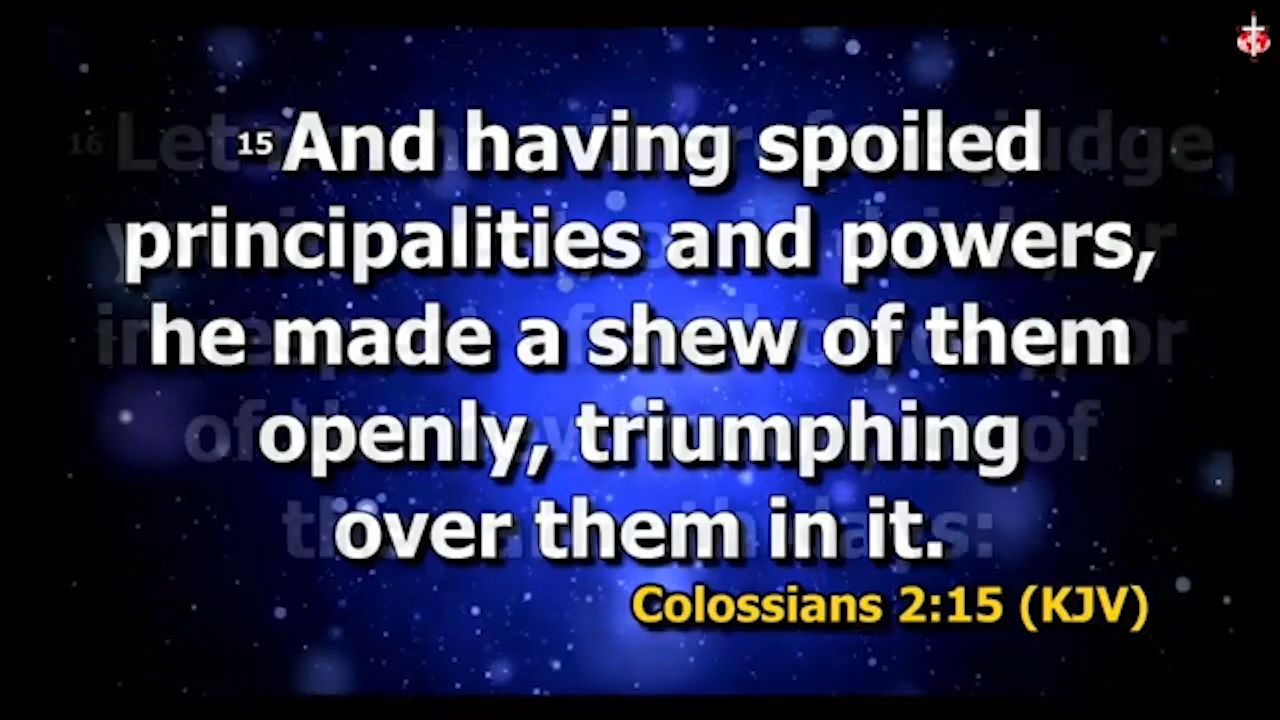 15 And having spoiled
principalities and powers,
he made a shew of them
openly, triumphing
over them in it.
Colossians 2:15 (KJV)